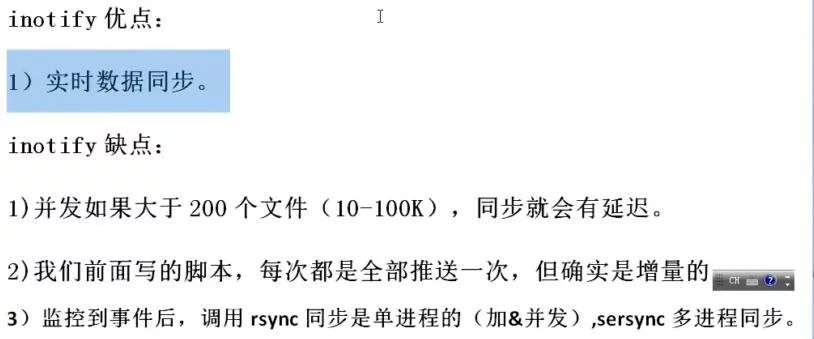 inotify 优点：
1）实时数据同步。
inotify 缺点：
1)并发如果大于 200 个文件（10-100K），同步就会有延迟。
2)我们前面写的脚本，每次都是全部推送一次，但确实是增量的
CH
3）监控到事件后，调用 rsync 同步是单进程的（加&并发）,sersync 多进程同步。